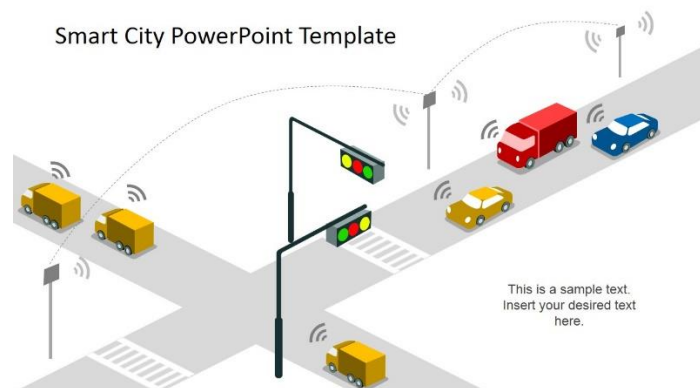 Smart City PowerPoint Template
This is a sample text.
Insert your desired text
here.